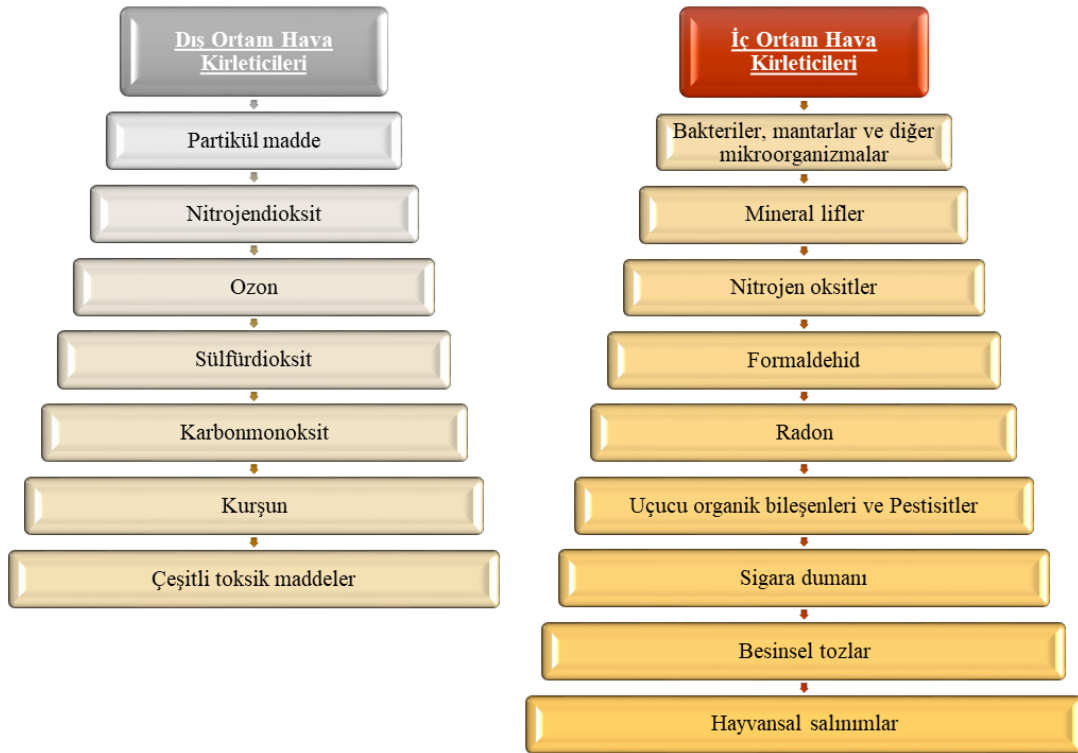 Dış Ortam Hava
Kirleticileri
Partikül madde
Nitrojendioksit
Ozon
Sülfürdioksit
Karbonmonoksit
Kurşun
Çeşitli toksik maddeler
İç Ortam Hava
Kirleticileri
Bakteriler, mantarlar ve diğer
mikroorganizmalar
Mineral lifler
Nitrojen oksitler
Formaldehid
Radon
Uçucu organik bileşenleri ve Pestisitler
Sigara dumanı
Besinsel tozlar
Hayvansal salınımlar